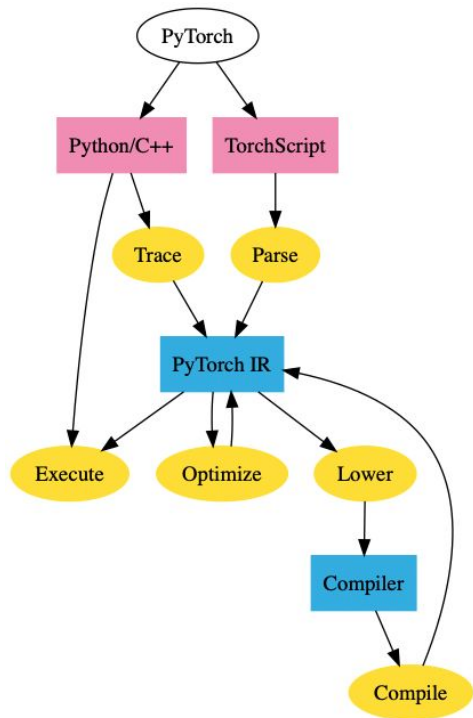 PyTorch
Python/C++
TorchScript
Trace
Parse
PyTorch IR
Execute
Optimize
Lower
Compiler
Compile